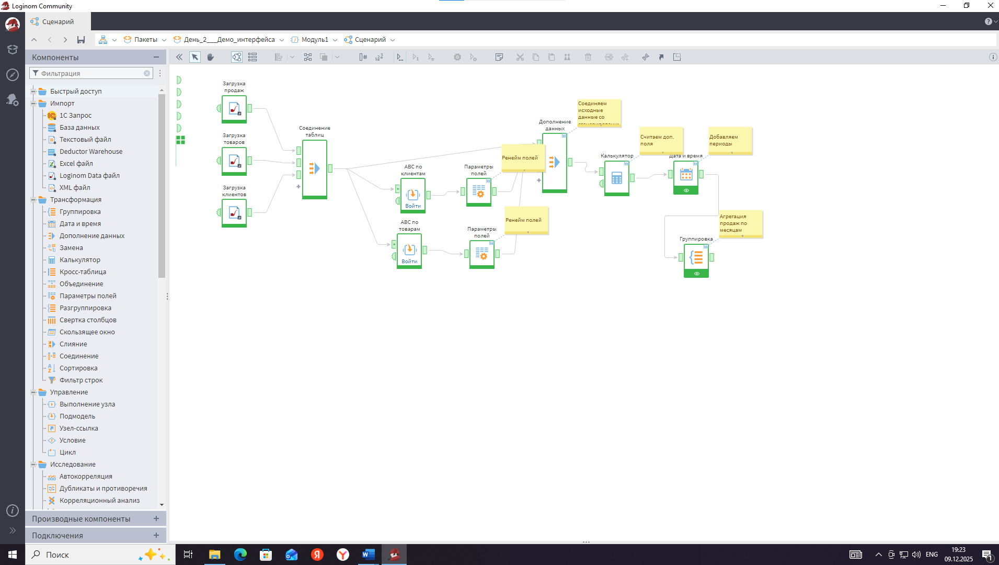 Loginom Community
Сценарий
Пакеты
День_2___Демо_интерфейса
Модуль1
Сценарий
Компоненты
Фильтрация
Быстрый доступ
Импорт
1С Запрос
База данных
Текстовый файл
Deductor Warehouse
Excel файл
Loginom Data файл
XML файл
Трансформация
Группировка
Дата и время
Дополнение данных
Замена
Калькулятор
Кросс-таблица
Объединение
Параметры полей
Разгруппировка
Свертка столбцов
Скользящее окно
Слияние
Соединение
Сортировка
Фильтр строк
Управление
Выполнение узла
Подмодель
Узел-ссылка
Условие
Цикл
Исследование
Автокорреляция
Дубликаты и противоречия
Корреляционный анализ
Производные компоненты
Подключения
Загрузка
продаж
Загрузка
товаров
Загрузка
клиентов
Соединение
таблиц
ABC по
клиентам
Войти
ABC по
товарам
Войти
Параметры
полей
Ренейм полей
Параметры
полей
Ренейм полей
Дополнение
данных
Соединяем
исходные
данные со
Калькулятор
Считаем доп.
поля
Дата и время
Добавляем
периоды
Группировка
Агрегация
продаж по
месяцам
Поиск
ENG
19:23
09.12.2025
1